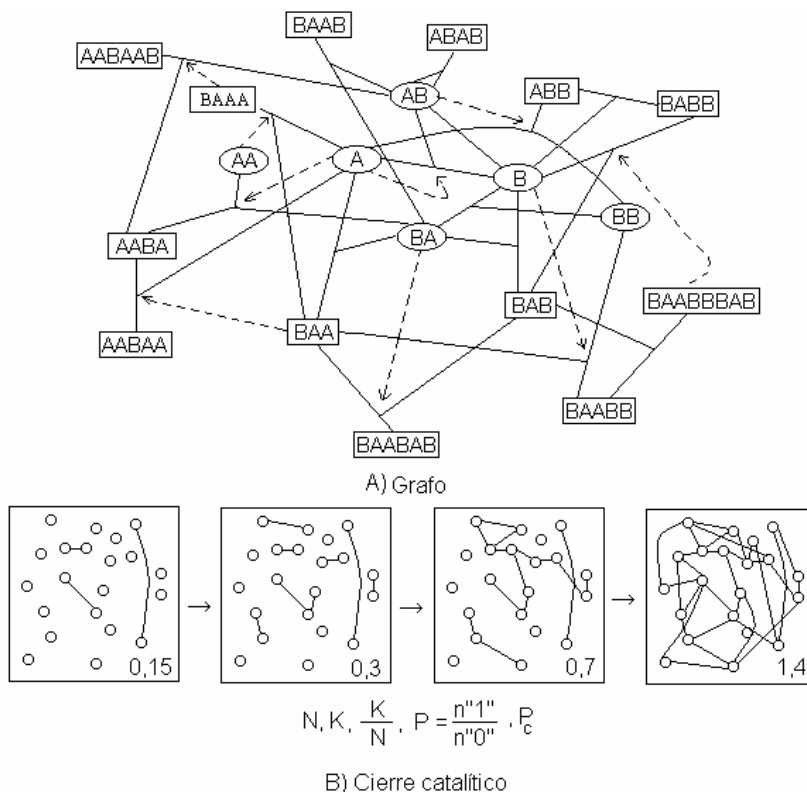 BAAB
ABAB
AABAAB
BAAA
AB
ABB
BABB
AA
A
B
BB
BA
AABA
BAB
BAABBBAB
BAA
AABAA
BAABB
BAABAB
A) Grafo
0,15 → 0,3 → 0,7 → 1,4
N, K, K/N, P = n"1"/n"0", Pc
B) Cierre catalítico